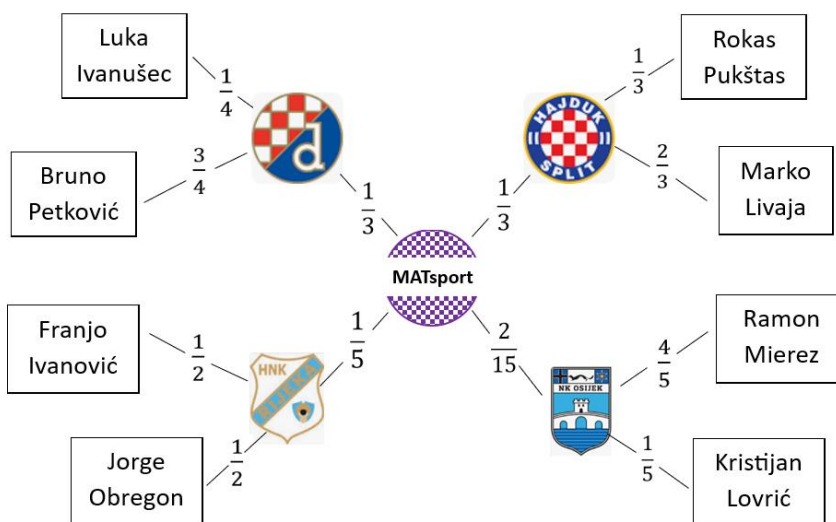 Luka
Ivanušec
1/4
Bruno
Petković
3/4
1/3
Rokas
Pukštas
1/3
HAJDUK
SPLIT
Marko
Livaja
2/3
1/3
MATsport
Franjo
Ivanović
1/2
HNK
RIJEKA
1/5
Jorge
Obregon
1/2
2/15
NK OSIJEK
Ramon
Mierez
4/5
Kristijan
Lovrić
1/5
d